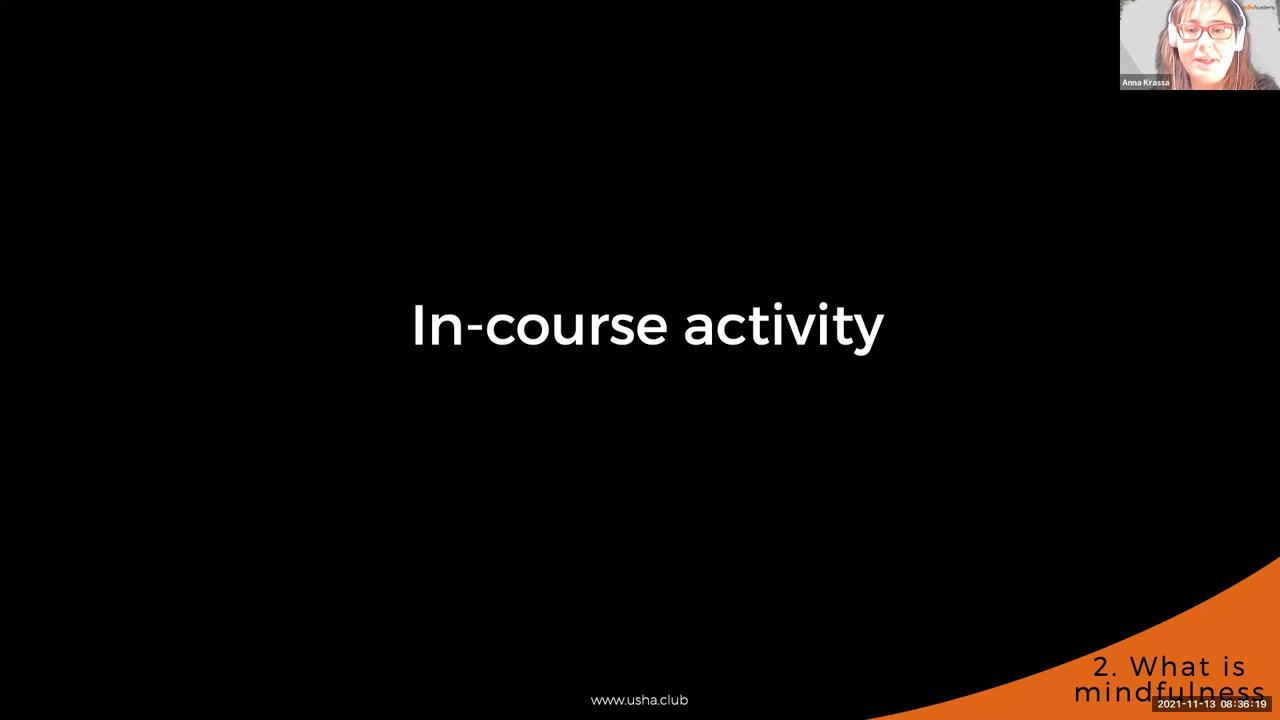 Anna Krassa
In-course activity
2. What is
mindfulness
www.usha.club
2021-11-13 08:36:19